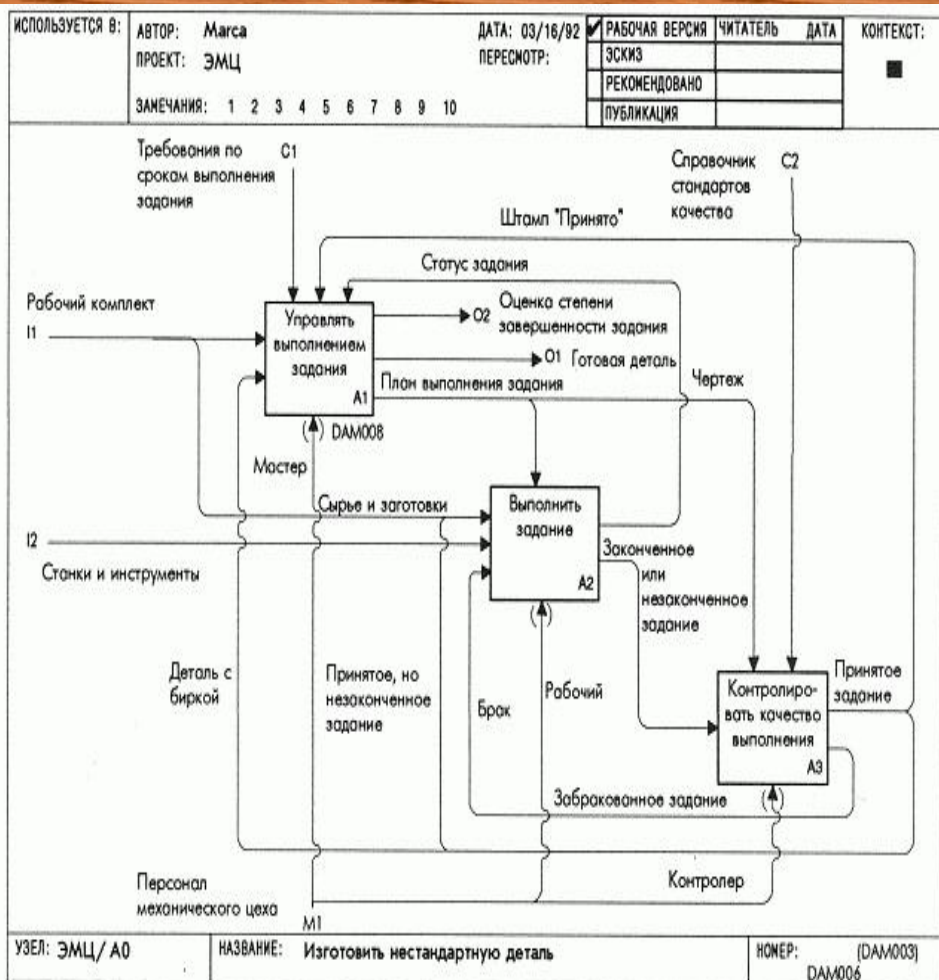 ИСПОЛЬЗУЕТСЯ В:
АВТОР: Marca
ДАТА: 03/16/92
ПРОЕКТ: ЭМЦ
ПЕРЕСМОТР:
ЗАМЕЧАНИЯ: 1 2 3 4 5 6 7 8 9 10
✓ РАБОЧАЯ ВЕРСИЯ
ЭСКИЗ
РЕКОМЕНДОВАНО
ПУБЛИКАЦИЯ
ЧИТАТЕЛЬ ДАТА
КОНТЕКСТ:
Требования по
срокам выполнения
задания
C1
Справочник
стандартов
качества
C2
Штамп "Принято"
Статус задания
Рабочий комплект
I1
Управлять
выполнением
задания
A1
O2
Оценка степени
завершенности задания
O1 Готовая деталь
План выполнения задания
Чертеж
DAM008
Мастер
Сырье и заготовки
Выполнить
задание
A2
I2
Станки и инструменты
Законченное
или
незаконченное
задание
Деталь с
биркой
Принятое, но
незаконченное
задание
Брак
Рабочий
Контролиро-
вать качество
выполнения
A3
Принятое
задание
Забракованное задание
Персонал
механического цеха
M1
Контролер
УЗЕЛ: ЭМЦ/ A0
НАЗВАНИЕ: Изготовить нестандартную деталь
НОМЕР: (DAM003)
DAM006